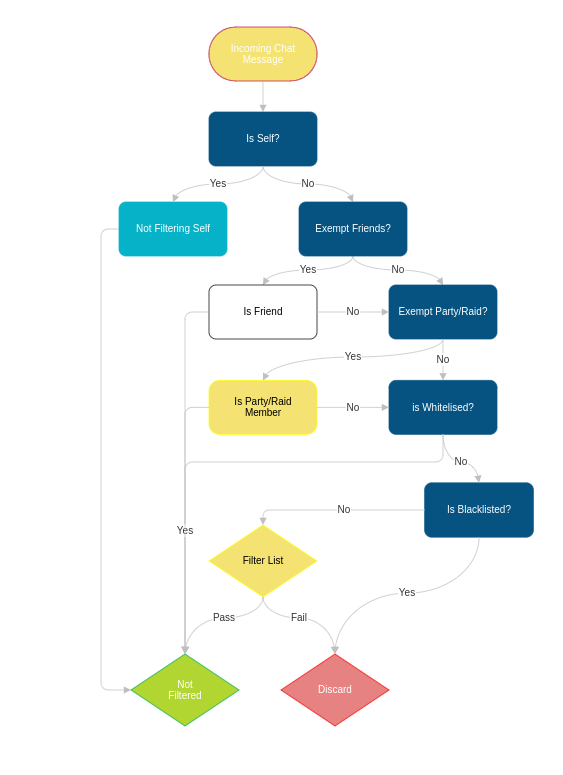 Incoming Chat
Message
Is Self?
Yes
No
Not Filtering Self
Exempt Friends?
Yes
No
Is Friend
No
Exempt Party/Raid?
Yes
No
Is Party/Raid
Member
No
is Whitelised?
No
Is Blacklisted?
No
Yes
Filter List
Yes
Pass
Fail
Not
Filtered
Discard